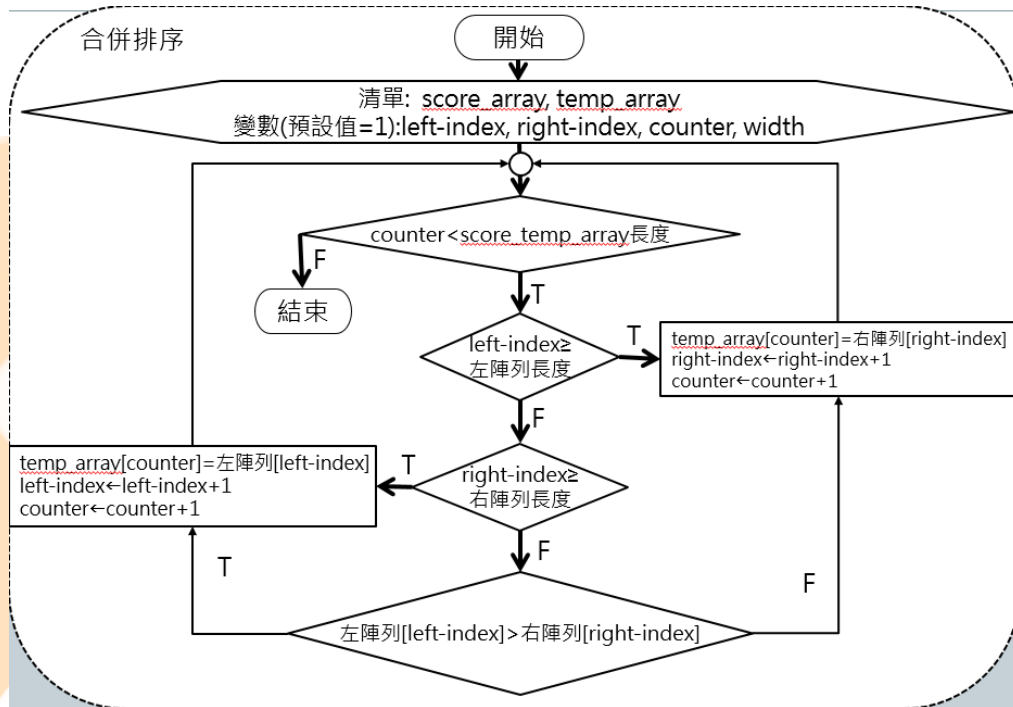 合併排序
開始
清單: score_array, temp_array
變數(預設值=1):left-index, right-index, counter, width
counter<score_temp_array長度
F
結束
T
left-index≥
左陣列長度
T
temp_array[counter]=右陣列[right-index]
right-index←right-index+1
counter←counter+1
F
right-index≥
右陣列長度
T
temp_array[counter]=左陣列[left-index]
left-index←left-index+1
counter←counter+1
F
T
F
左陣列[left-index]>右陣列[right-index]